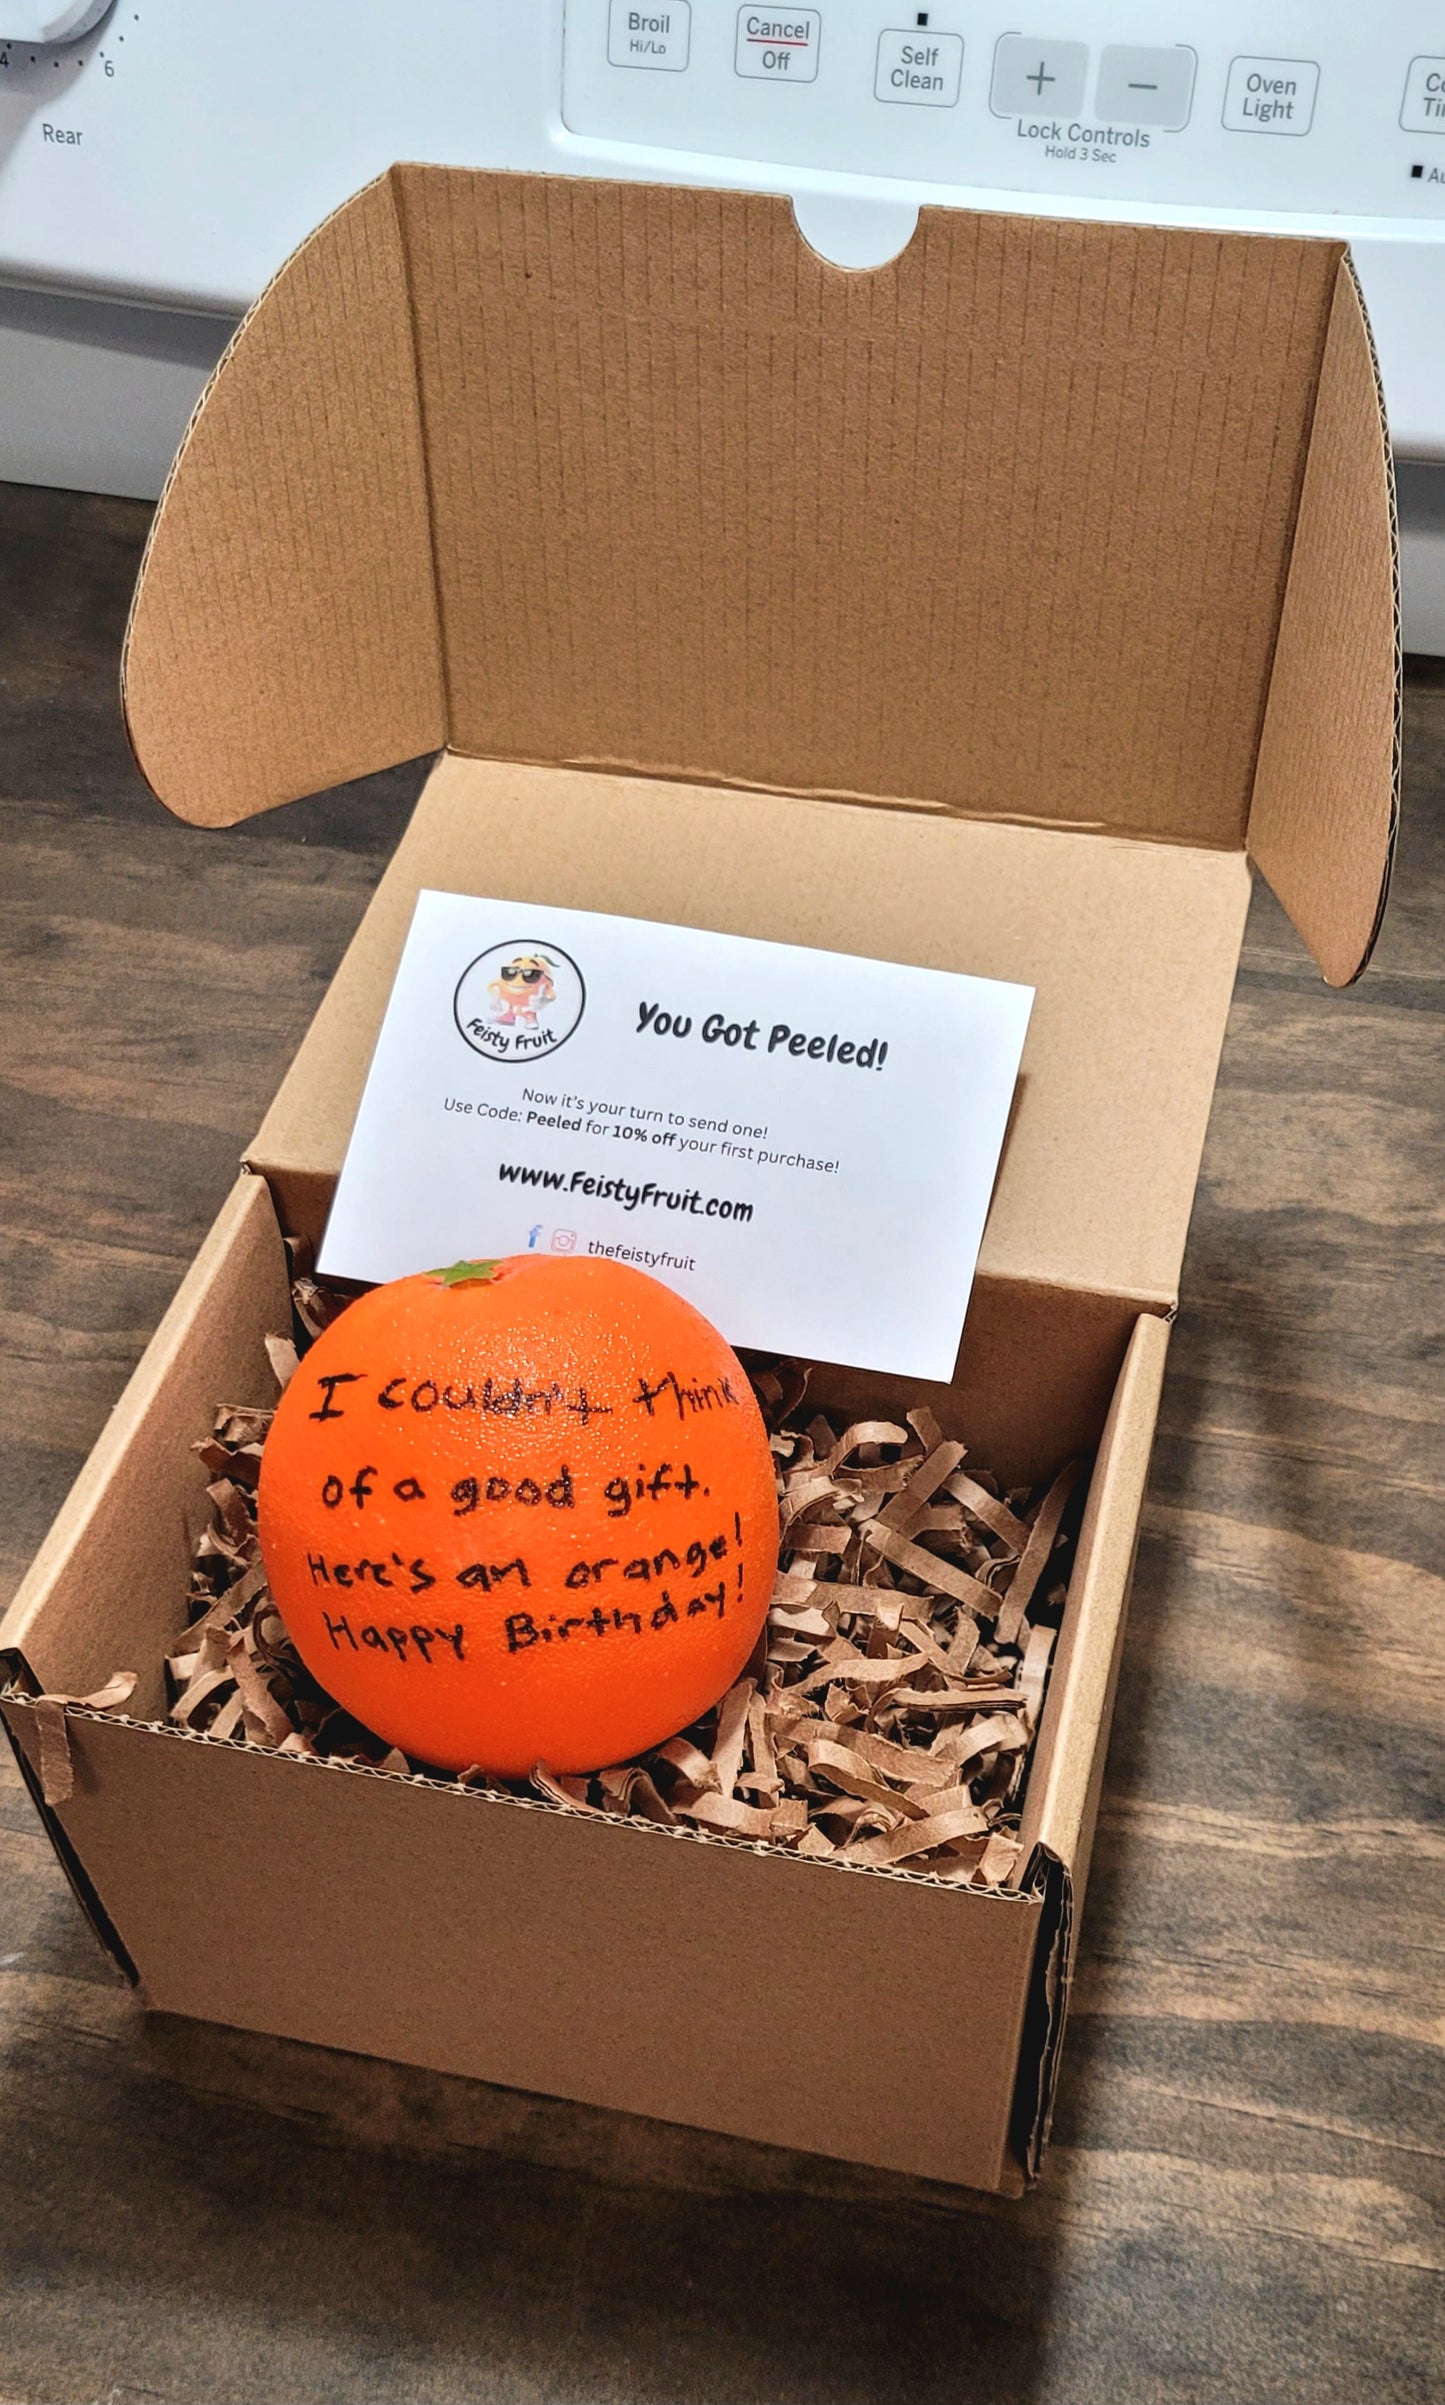 Broil
Hi/Lo
Cancel
Off
Self
Clean
+
−
Lock Controls
Hold 3 Sec
Oven
Light
4
6
Rear
Feisty Fruit
You Got Peeled!
Now it's your turn to send one!
Use Code: Peeled for 10% off your first purchase!
www.FeistyFruit.com
thefeistyfruit
I couldn't think
of a good gift.
Here's an orange!
Happy Birthday!